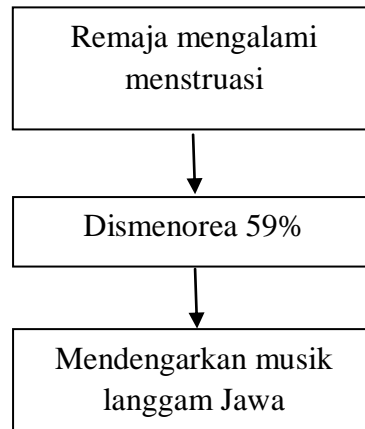 Remaja mengalami
menstruasi
Dismenorea 59%
Mendengarkan musik
langgam Jawa